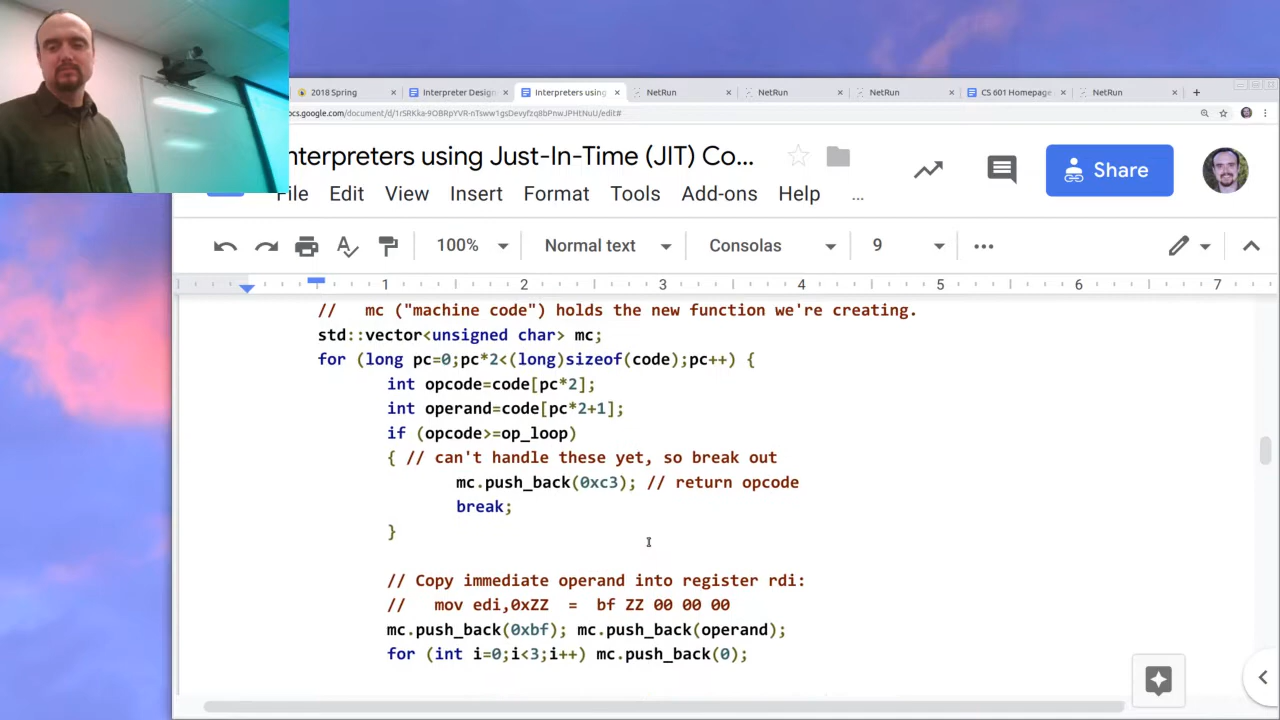 2018 Spring
Interpreter Design
Interpreters using
NetRun
NetRun
NetRun
CS 601 Homepage
NetRun
nterpreters using Just-In-Time (JIT) Co...
Share
File Edit View Insert Format Tools Add-ons Help ...
100% Normal text Consolas 9
1 2 3 4 5 6 7
// mc ("machine code") holds the new function we're creating.
std::vector<unsigned char> mc;
for (long pc=0;pc*2<(long)sizeof(code);pc++) {
int opcode=code[pc*2];
int operand=code[pc*2+1];
if (opcode>=op_loop)
{ // can't handle these yet, so break out
mc.push_back(0xc3); // return opcode
break;
}
// Copy immediate operand into register rdi:
// mov edi,0xZZ = bf ZZ 00 00 00
mc.push_back(0xbf); mc.push_back(operand);
for (int i=0;i<3;i++) mc.push_back(0);